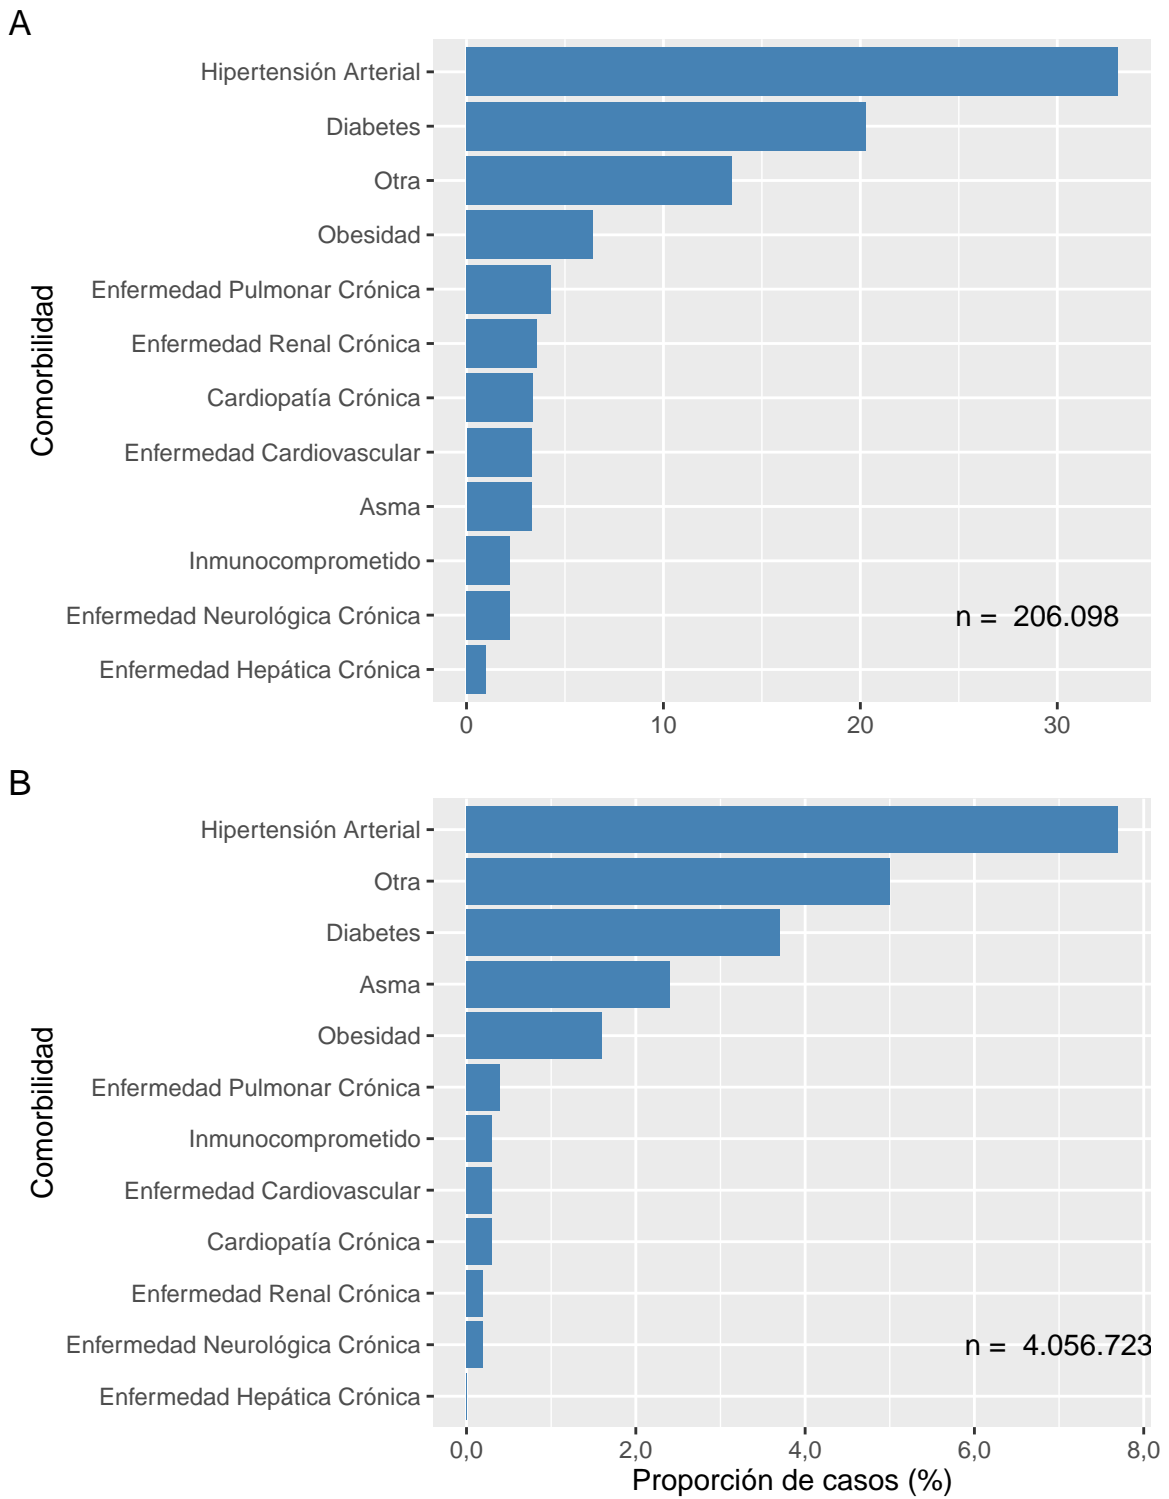 A
Hipertensión Arterial
Diabetes
Otra
Obesidad
Enfermedad Pulmonar Crónica
Enfermedad Renal Crónica
Cardiopatía Crónica
Enfermedad Cardiovascular
Asma
Inmunocomprometido
Enfermedad Neurológica Crónica
Enfermedad Hepática Crónica
Comorbilidad
n = 206.098
0 10 20 30
B
Hipertensión Arterial
Otra
Diabetes
Asma
Obesidad
Enfermedad Pulmonar Crónica
Inmunocomprometido
Enfermedad Cardiovascular
Cardiopatía Crónica
Enfermedad Renal Crónica
Enfermedad Neurológica Crónica
Enfermedad Hepática Crónica
Comorbilidad
n = 4.056.723
0,0 2,0 4,0 6,0 8,0
Proporción de casos (%)